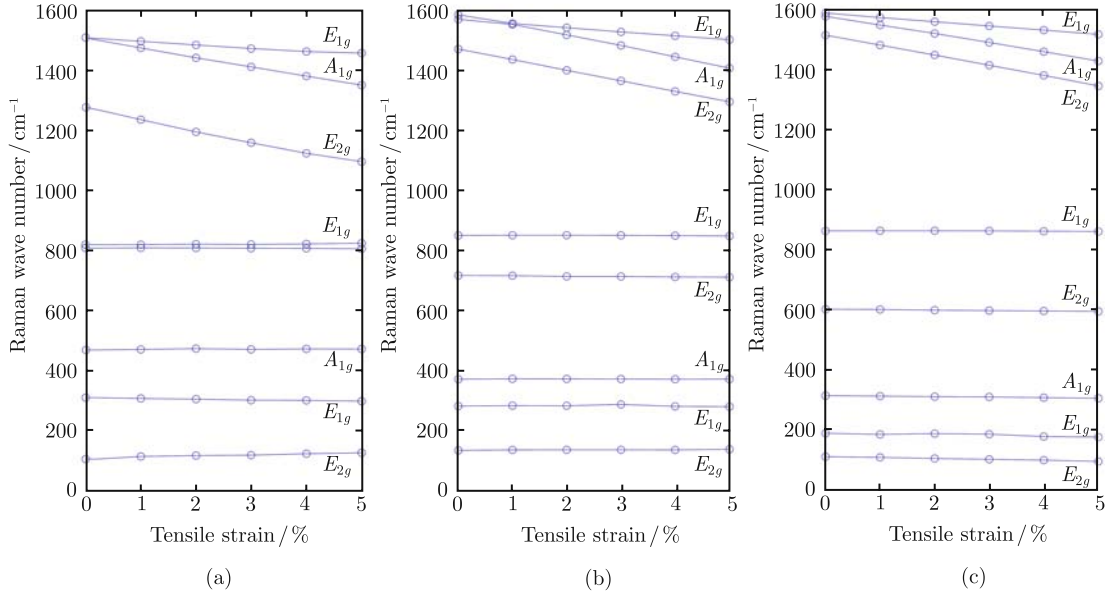 1600
1400
1200
1000
800
600
400
200
0
Raman wave number / cm⁻¹
E₁g
A₁g
E₂g
E₁g
A₁g
E₁g
E₂g
0 1 2 3 4 5
Tensile strain / %
(a)
1600
1400
1200
1000
800
600
400
200
0
Raman wave number / cm⁻¹
E₁g
A₁g
E₂g
E₁g
E₂g
A₁g
E₁g
E₂g
0 1 2 3 4 5
Tensile strain / %
(b)
1600
1400
1200
1000
800
600
400
200
0
Raman wave number / cm⁻¹
E₁g
A₁g
E₂g
E₁g
E₂g
A₁g
E₁g
E₂g
0 1 2 3 4 5
Tensile strain / %
(c)